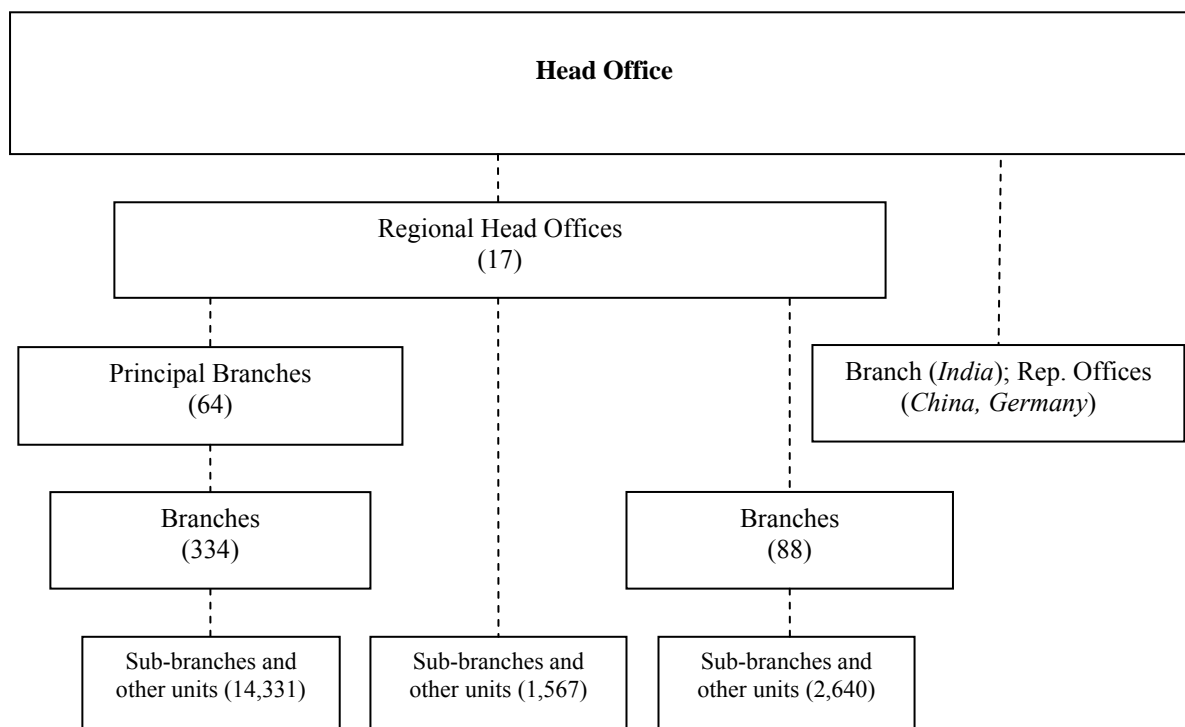 Head Office
Regional Head Offices
(17)
Principal Branches
(64)
Branch (India); Rep. Offices
(China, Germany)
Branches
(334)
Branches
(88)
Sub-branches and
other units (14,331)
Sub-branches and
other units (1,567)
Sub-branches and
other units (2,640)